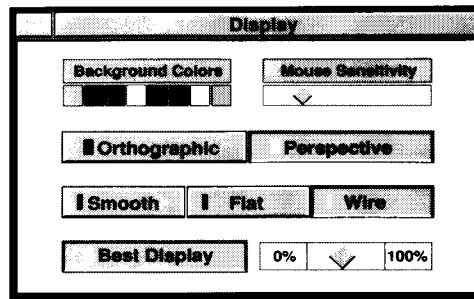 Display
Background Colors Mouse Sensitivity
Orthographic Perspective
Smooth Flat Wire
Best Display 0% 100%